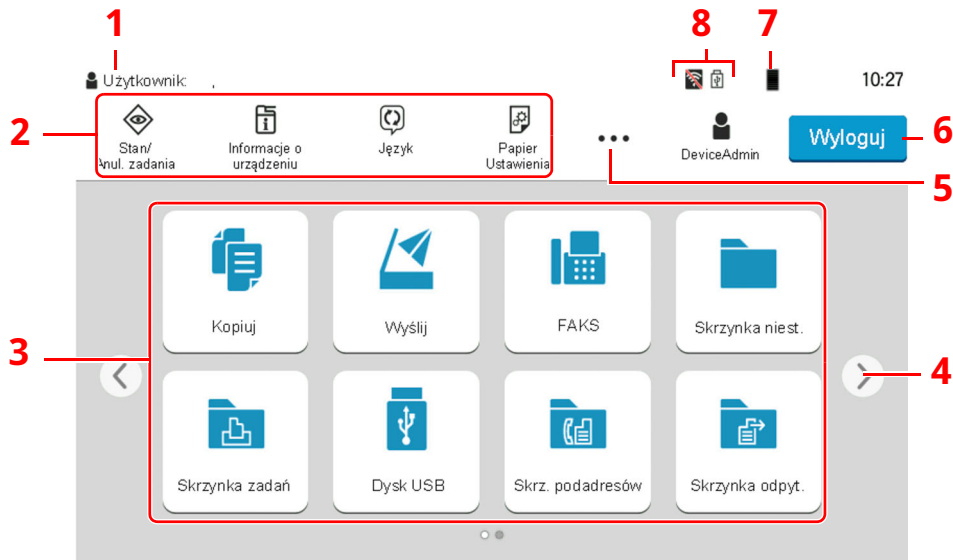 1
8
7
Użytkownik: ,
10:27
2
Stan/
Anul. zadania
Informacje o
urządzeniu
Język
Papier
Ustawienia
DeviceAdmin
Wyloguj
6
5
3
Kopiuj
Wyślij
FAKS
Skrzynka niest.
4
Skrzynka zadań
Dysk USB
Skrz. podadresów
Skrzynka odpyt.